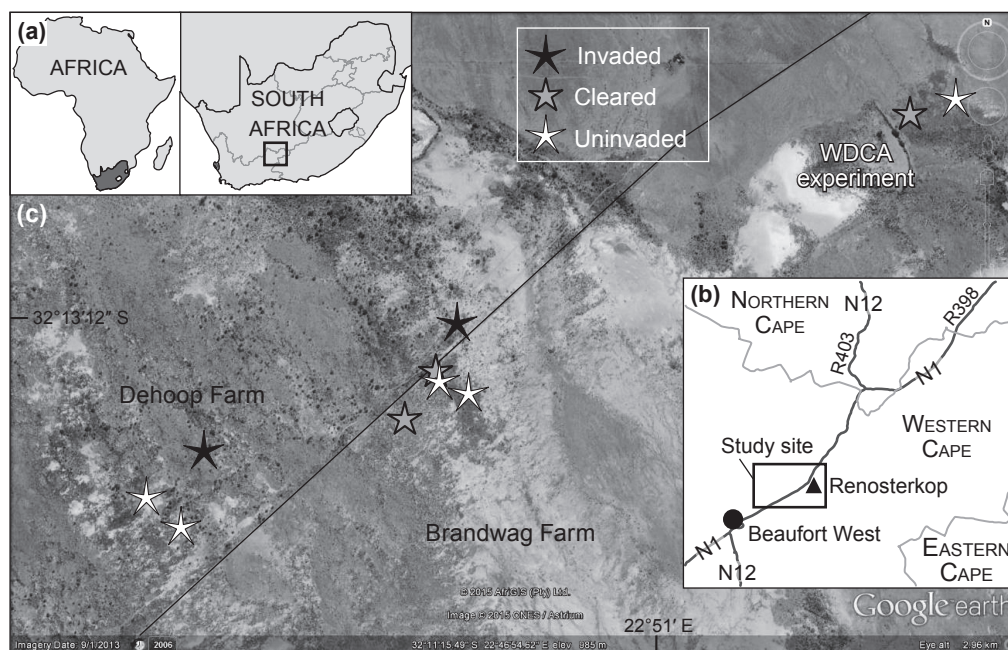 (a)
AFRICA
SOUTH
AFRICA
Invaded
Cleared
Uninvaded
N
WDCA
experiment
(c)
32°13′12″ S
Dehoop Farm
Brandwag Farm
(b)
NORTHERN
CAPE
N12
R398
R403
N1
WESTERN
CAPE
Study site
Renosterkop
Beaufort West
N1
N12
EASTERN
CAPE
© 2015 AfriGIS (Pty) Ltd.
Image © 2015 CNES / Astrium
22°51′ E
Google earth
Imagery Date: 9/1/2013
2006
32°11'15.49" S 22°46'54.62" E elev 985 m
Eye alt 2.96 km